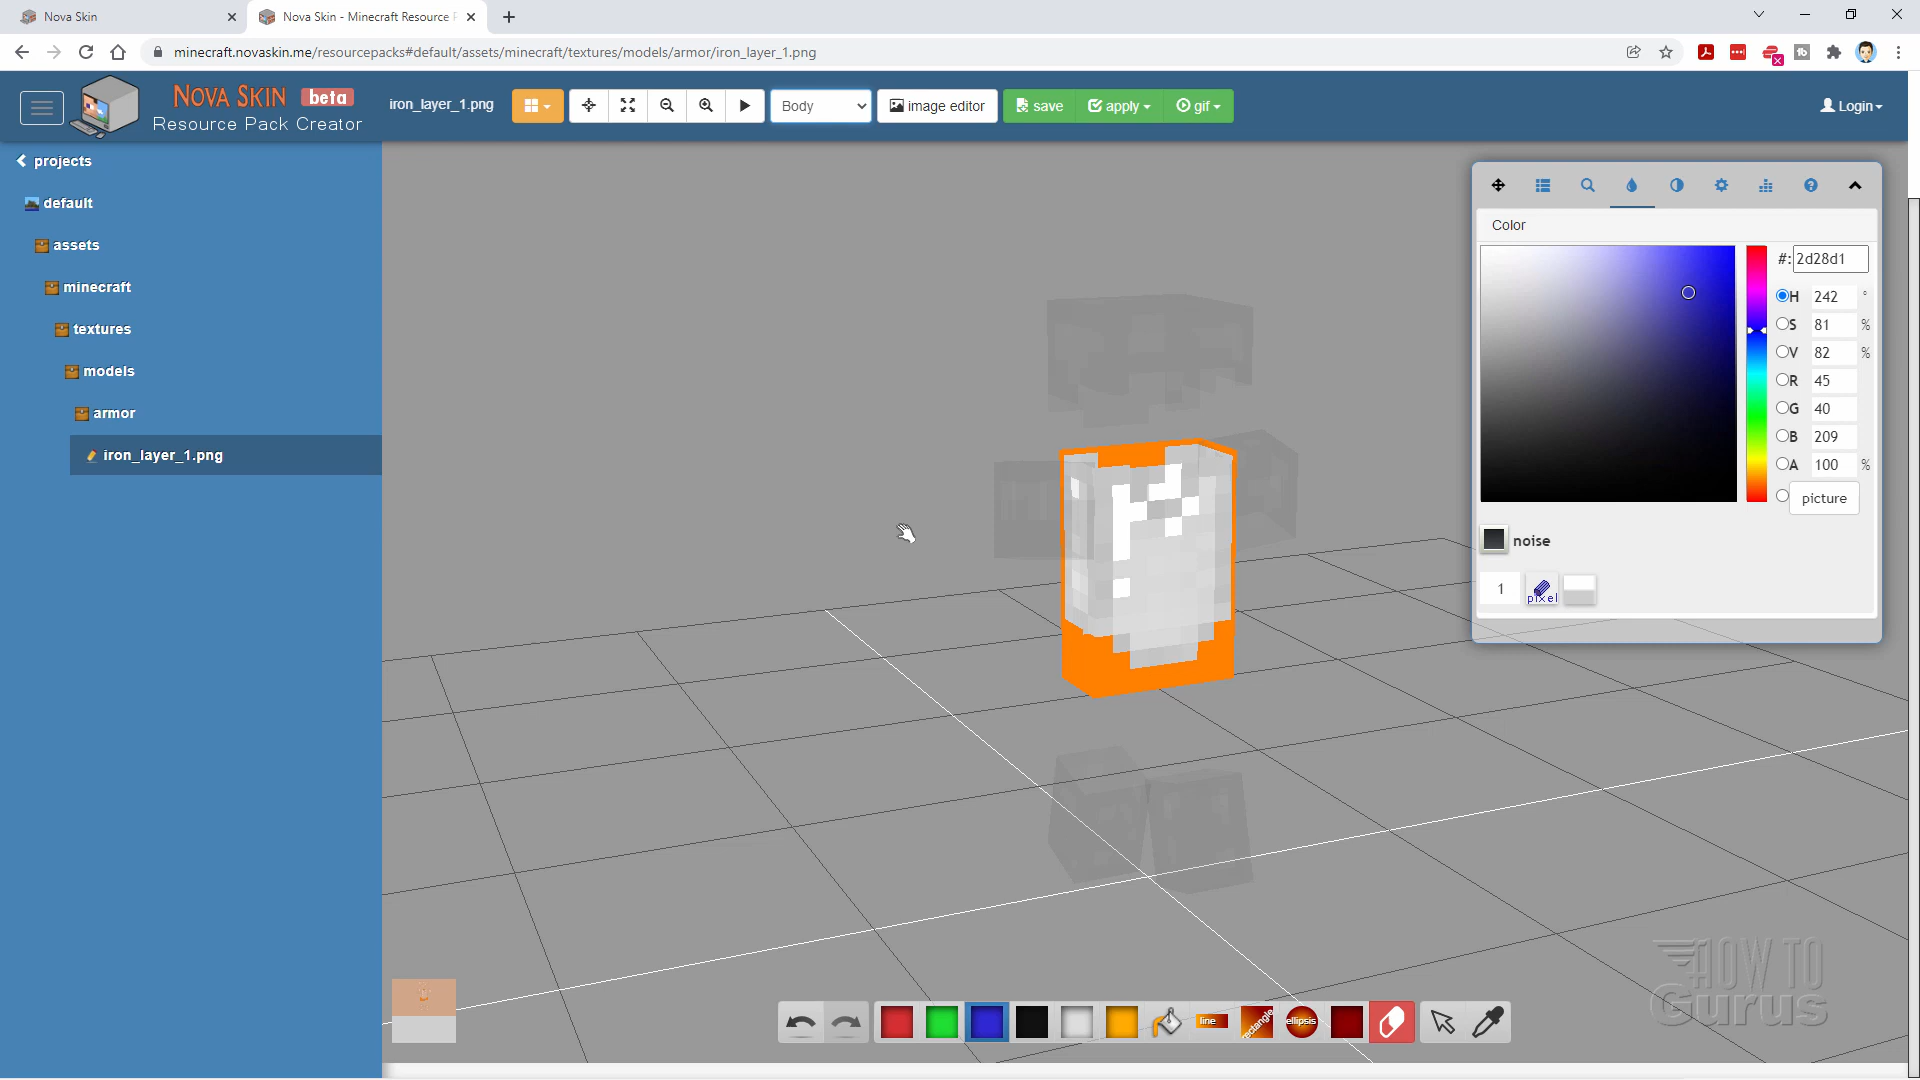 Nova Skin
Nova Skin - Minecraft Resource P
minecraft.novaskin.me/resourcepacks#default/assets/minecraft/textures/models/armor/iron_layer_1.png
NOVA SKIN beta
Resource Pack Creator
iron_layer_1.png
Body
image editor
save
apply
gif
Login
projects
default
assets
minecraft
textures
models
armor
iron_layer_1.png
Color
#: 2d28d1
H 242 °
S 81 %
V 82 %
R 45
G 40
B 209
A 100 %
picture
noise
1
pixel
line
rectangle
ellipsis
HOW TO
Gurus